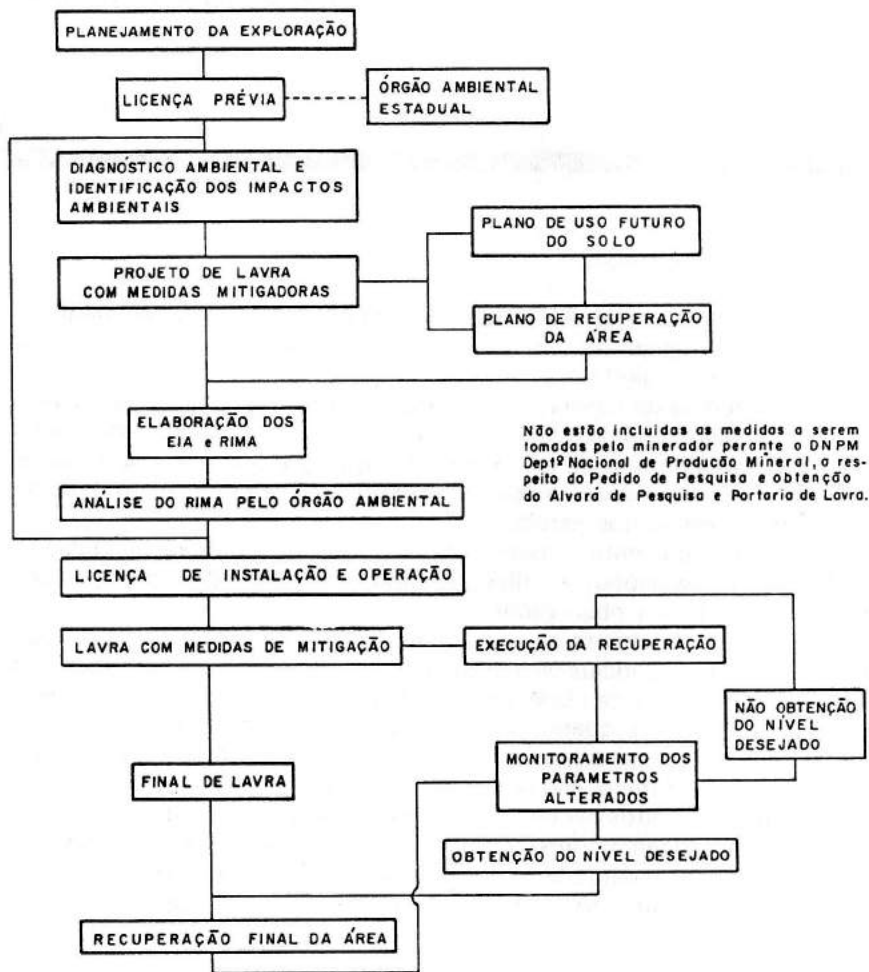 PLANEJAMENTO DA EXPLORAÇÃO
LICENÇA PRÉVIA
ÓRGÃO AMBIENTAL
ESTADUAL
DIAGNÓSTICO AMBIENTAL E
IDENTIFICAÇÃO DOS IMPACTOS
AMBIENTAIS
PLANO DE USO FUTURO
DO SOLO
PROJETO DE LAVRA
COM MEDIDAS MITIGADORAS
PLANO DE RECUPERAÇÃO
DA ÁREA
ELABORAÇÃO DOS
EIA e RIMA
Não estão incluidas as medidas a serem
tomadas pelo minerador perante o DNPM
Deptº Nacional de Producão Mineral, a res-
peito do Pedido de Pesquisa e obtenção
do Alvará de Pesquisa e Portaria de Lavra.
ANÁLISE DO RIMA PELO ÓRGÃO AMBIENTAL
LICENÇA DE INSTALAÇÃO E OPERAÇÃO
LAVRA COM MEDIDAS DE MITIGAÇÃO
EXECUÇÃO DA RECUPERAÇÃO
NÃO OBTENÇÃO
DO NÍVEL
DESEJADO
MONITORAMENTO DOS
PARAMETROS
ALTERADOS
FINAL DE LAVRA
OBTENÇÃO DO NÍVEL DESEJADO
RECUPERAÇÃO FINAL DA ÁREA